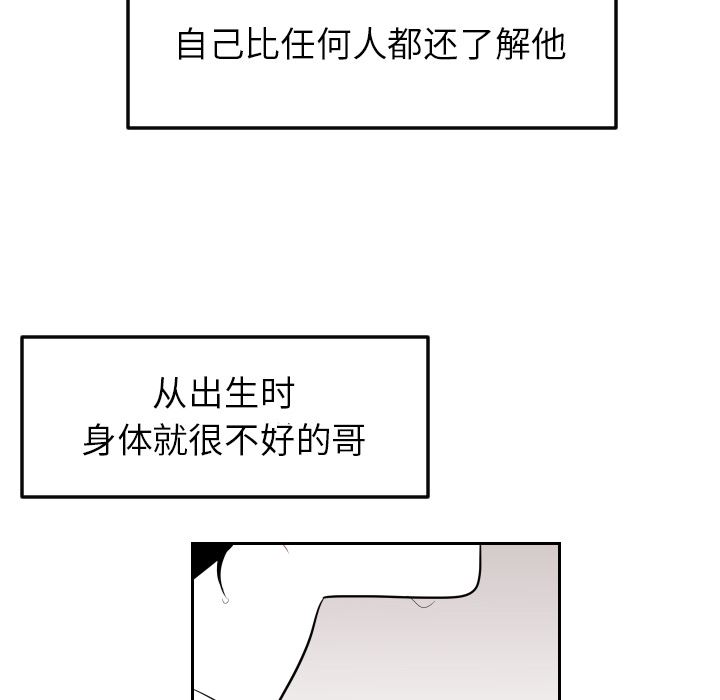 自己比任何人都还了解他
从出生时
身体就很不好的哥